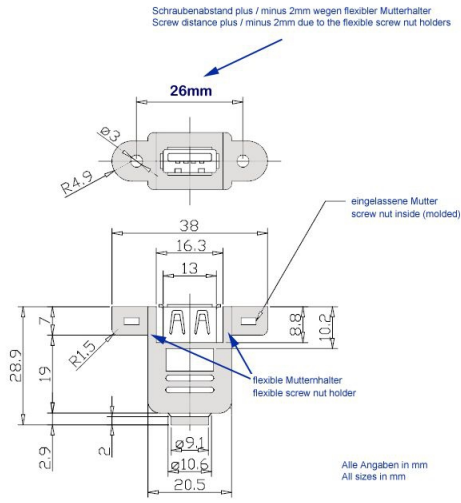 Schraubenabstand plus / minus 2mm wegen flexibler Mutterhalter
Screw distance plus / minus 2mm due to the flexible screw nut holders
26mm
ø3
R4.9
eingelassene Mutter
screw nut inside (molded)
38
16.3
13
7
8.8
10.2
R1.5
28.9
19
flexible Mutternhalter
flexible screw nut holder
2.9
2
ø9.1
ø10.6
20.5
Alle Angaben in mm
All sizes in mm